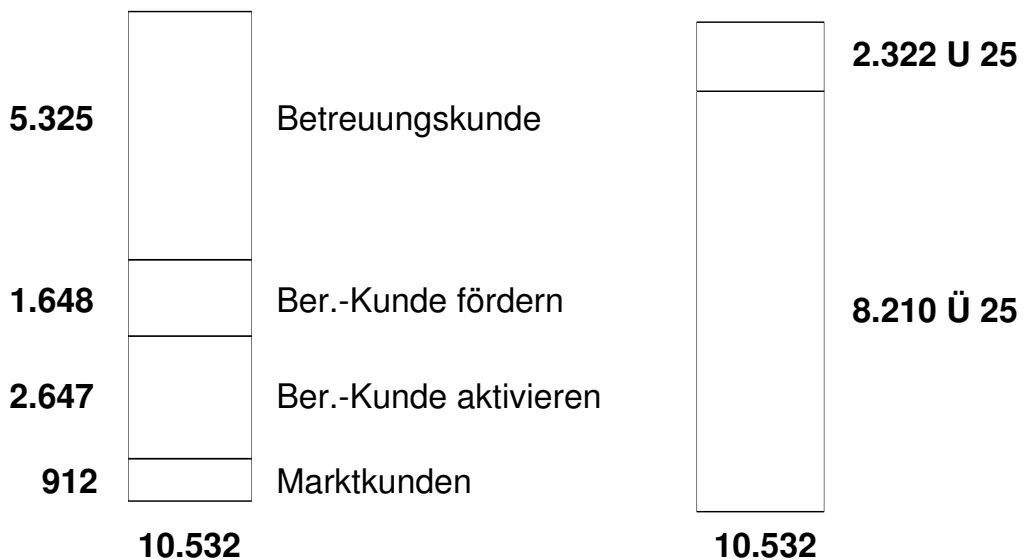 2.322 U 25
5.325 Betreuungskunde
1.648 Ber.-Kunde fördern
8.210 Ü 25
2.647 Ber.-Kunde aktivieren
912 Marktkunden
10.532 10.532